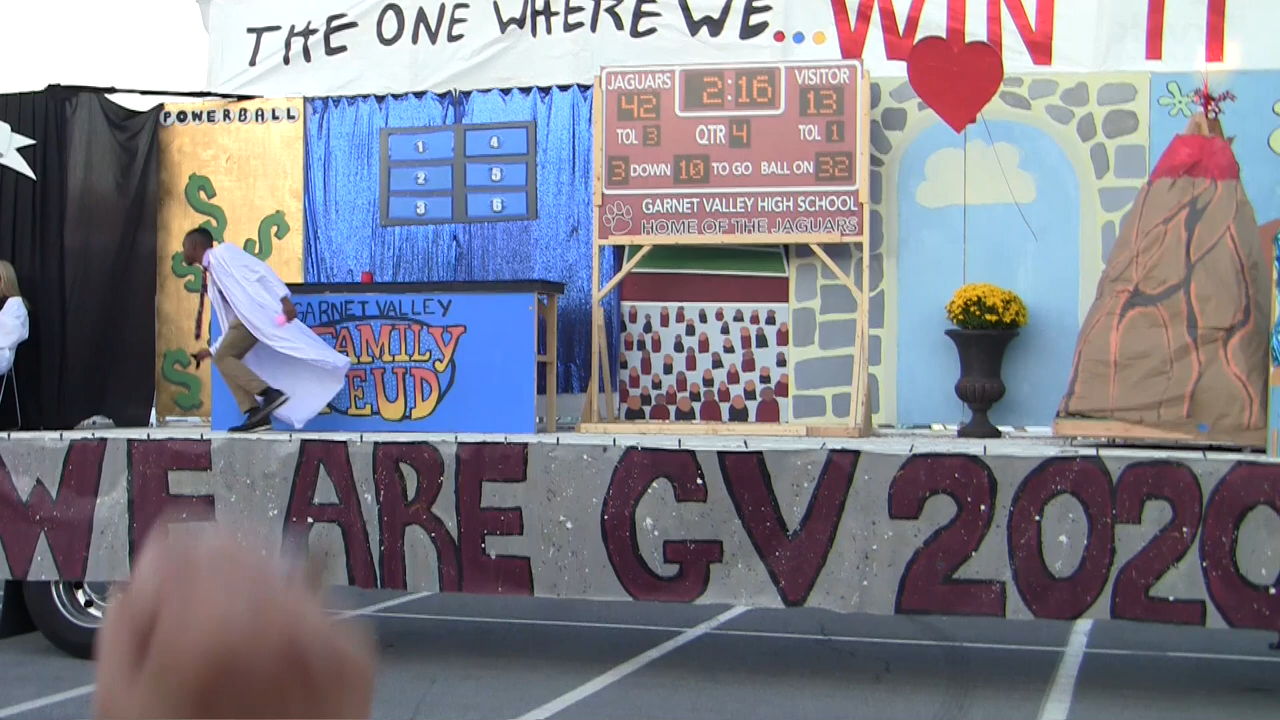 THE ONE WHERE WE... WIN IT
POWERBALL
1 4
2 5
3 6
JAGUARS 2:16 VISITOR
42 13
TOL 3 QTR 4 TOL 1
3 DOWN 10 TO GO BALL ON 32
GARNET VALLEY HIGH SCHOOL
HOME OF THE JAGUARS
$
$
$
$
GARNET VALLEY
FAMILY
FEUD
WE ARE GV 2020